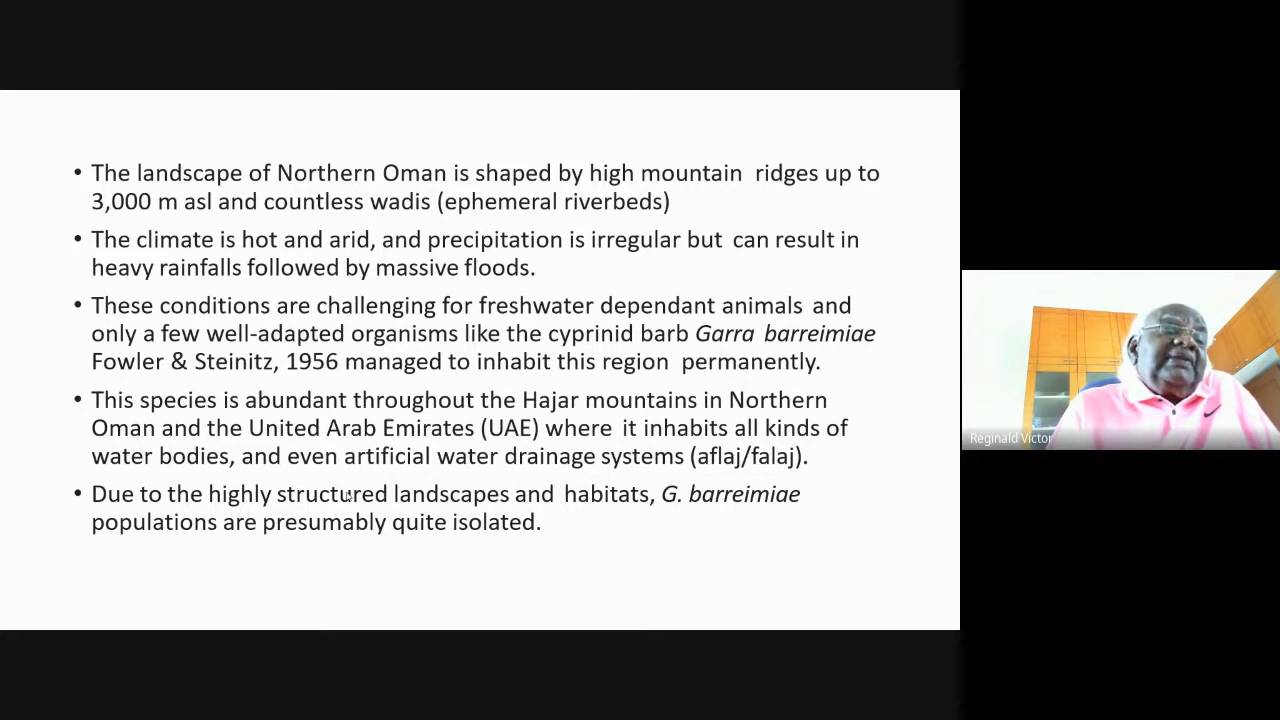 • The landscape of Northern Oman is shaped by high mountain ridges up to
3,000 m asl and countless wadis (ephemeral riverbeds)
• The climate is hot and arid, and precipitation is irregular but can result in
heavy rainfalls followed by massive floods.
• These conditions are challenging for freshwater dependant animals and
only a few well-adapted organisms like the cyprinid barb Garra barreimiae
Fowler & Steinitz, 1956 managed to inhabit this region permanently.
• This species is abundant throughout the Hajar mountains in Northern
Oman and the United Arab Emirates (UAE) where it inhabits all kinds of
water bodies, and even artificial water drainage systems (aflaj/falaj).
• Due to the highly structured landscapes and habitats, G. barreimiae
populations are presumably quite isolated.
Reginald Victor